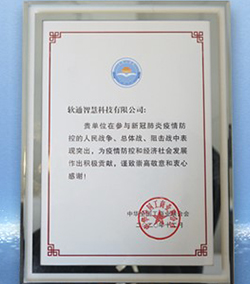 软通智慧科技有限公司：
贵单位在参与新冠肺炎疫情防
控的人民战争、总体战、阻击战中表
现突出，为疫情防控和经济社会发展
作出积极贡献，谨致崇高敬意和衷心
感谢！